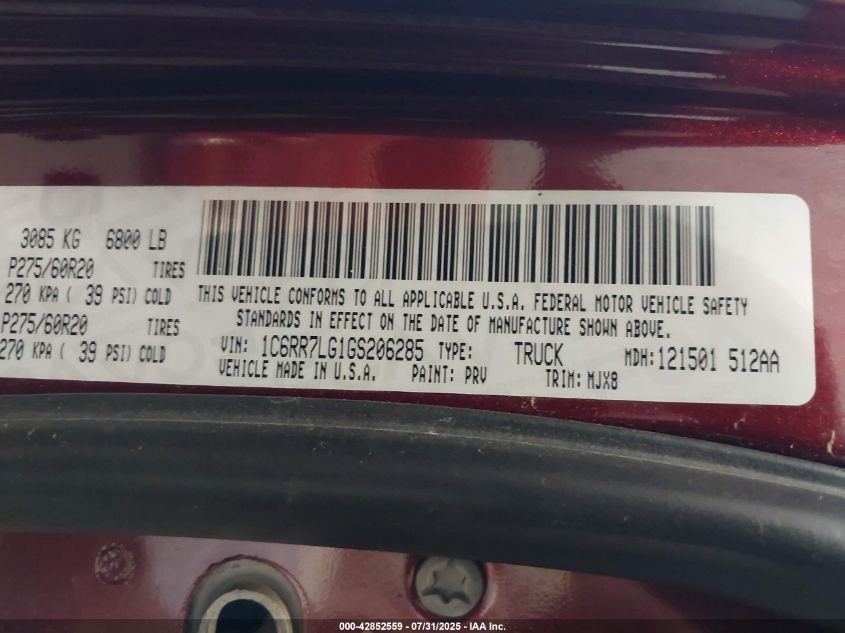 3085 KG 6800 LB
P275/60R20 TIRES
270 KPA ( 39 PSI) COLD
P275/60R20 TIRES
270 KPA ( 39 PSI) COLD
THIS VEHICLE CONFORMS TO ALL APPLICABLE U.S.A. FEDERAL MOTOR VEHICLE SAFETY
STANDARDS IN EFFECT ON THE DATE OF MANUFACTURE SHOWN ABOVE.
VIN: 1C6RR7LG1GS206285 TYPE: TRUCK MDH: 121501 512AA
VEHICLE MADE IN U.S.A. PAINT: PRV TRIM: MJX8
000-42852559 - 07/31/2025 - IAA Inc.